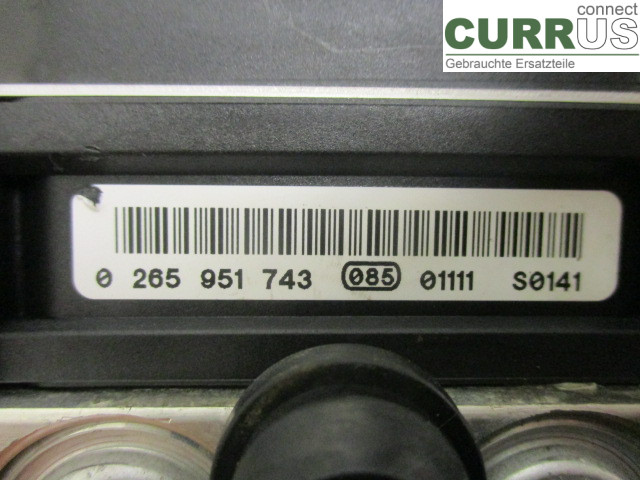 connect
CURRUS
Gebrauchte Ersatzteile
0 265 951 743 085 01111 S0141